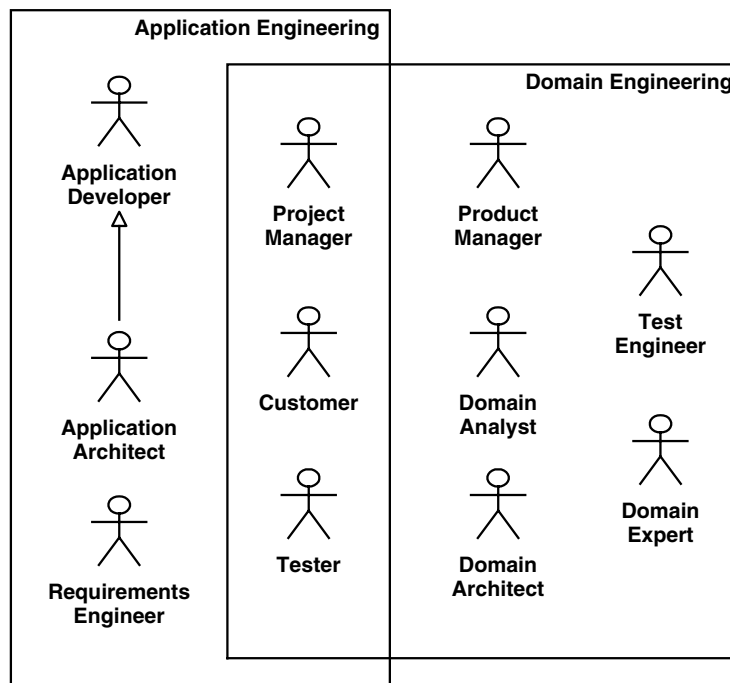 Application Engineering
Domain Engineering
Application
Developer
Project
Manager
Product
Manager
Test
Engineer
Application
Architect
Customer
Domain
Analyst
Domain
Expert
Requirements
Engineer
Tester
Domain
Architect